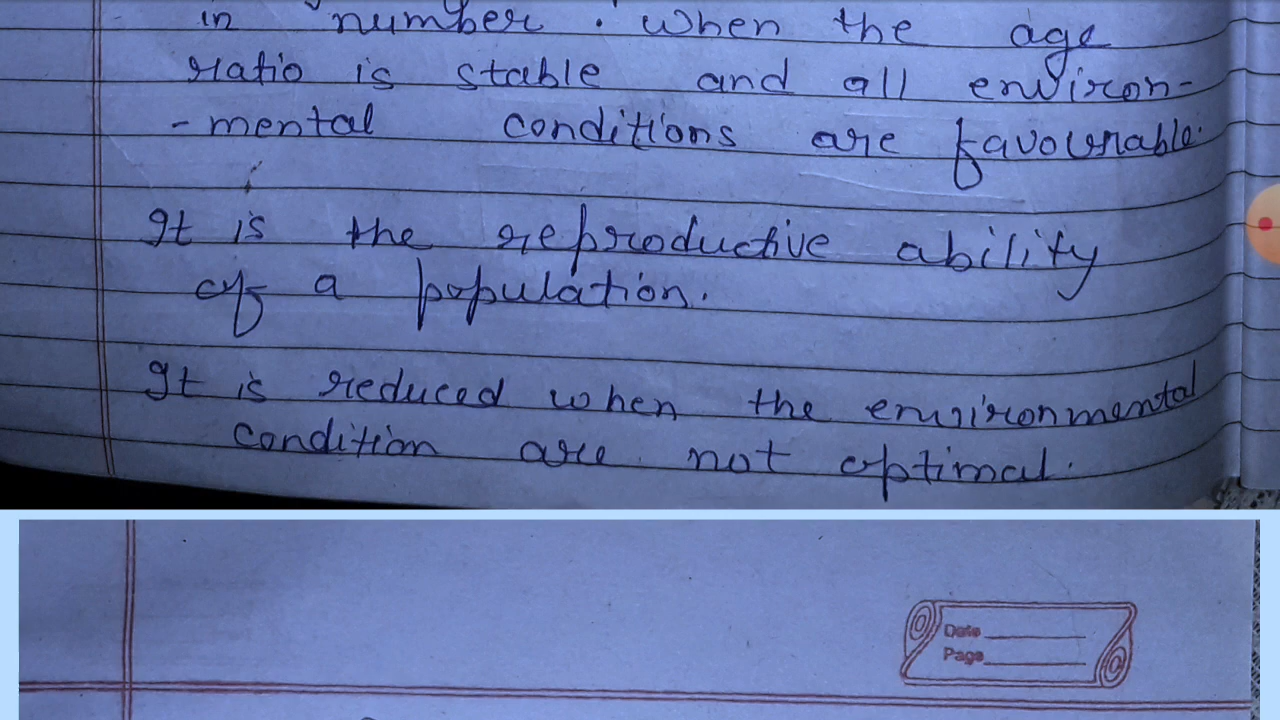 in number. when the age
ratio is stable and all environ-
-mental conditions are favourable.
It is the reproductive ability
of a population.
It is reduced when the environmental
condition are not optimal.
Date
Page